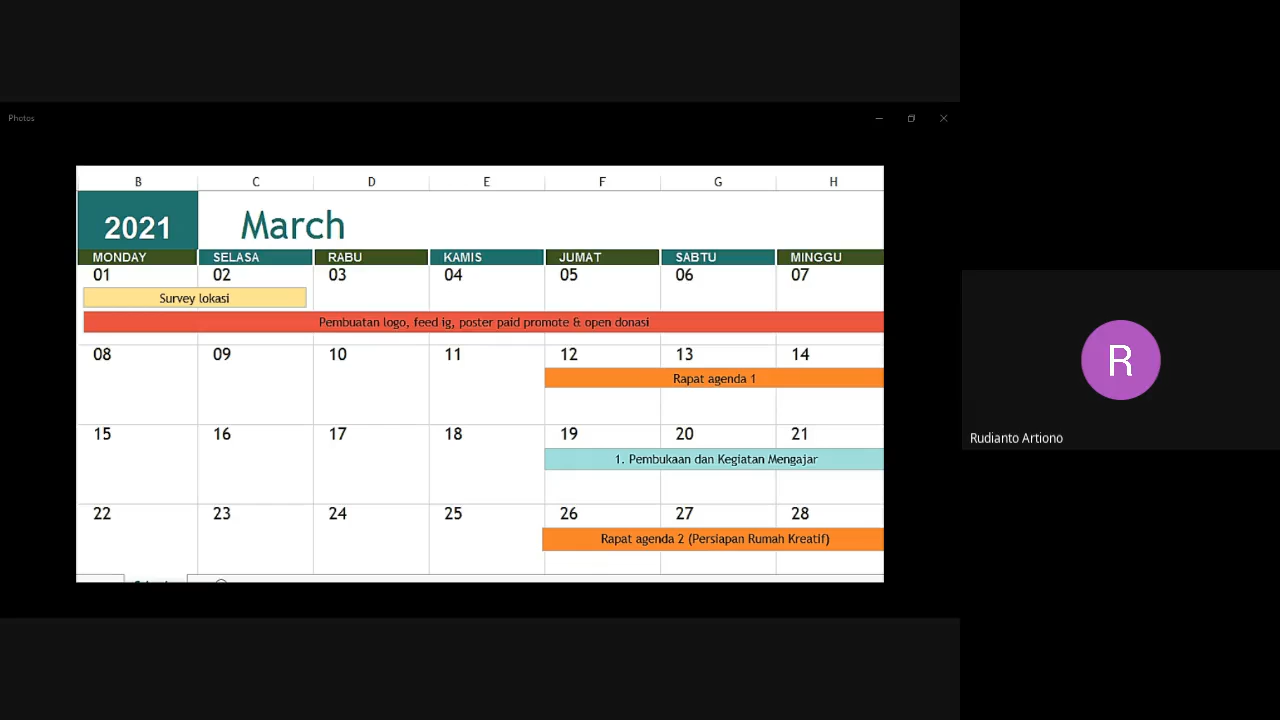 Photos
B C D E F G H
2021 March
MONDAY SELASA RABU KAMIS JUMAT SABTU MINGGU
01 02 03 04 05 06 07
Survey lokasi
Pembuatan logo, feed ig, poster paid promote & open donasi
08 09 10 11 12 13 14
Rapat agenda 1
15 16 17 18 19 20 21
1. Pembukaan dan Kegiatan Mengajar
22 23 24 25 26 27 28
Rapat agenda 2 (Persiapan Rumah Kreatif)
R
Rudianto Artiono